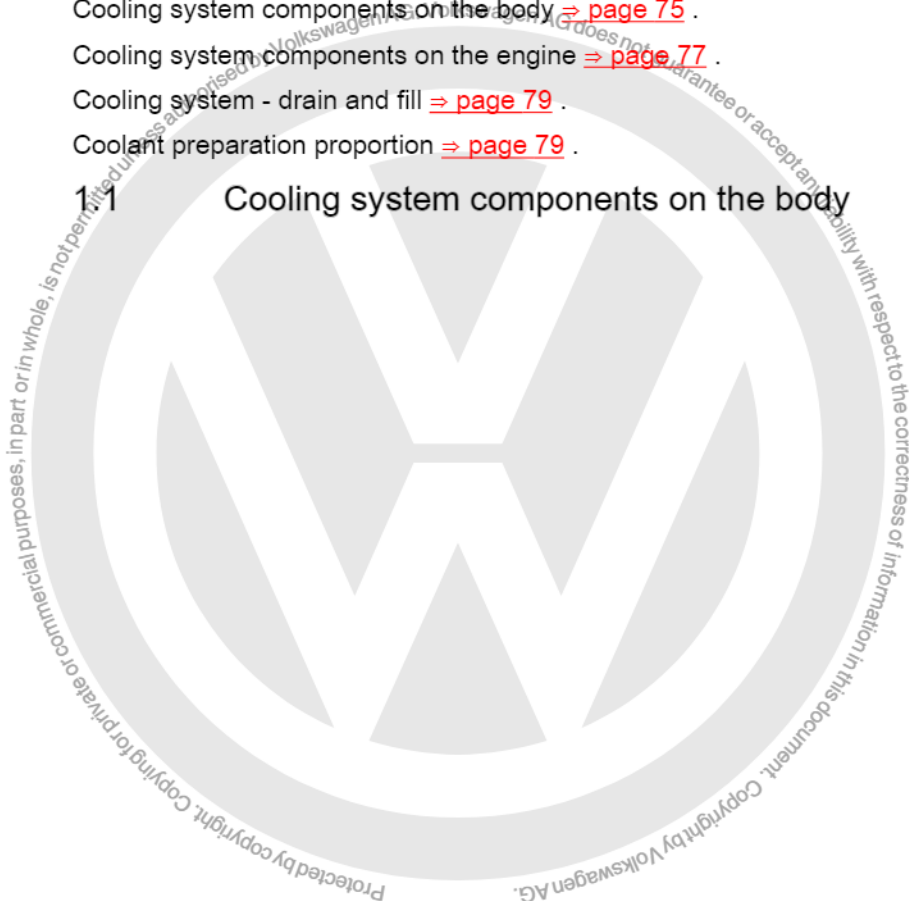 Cooling system components on the body ⇒ page 75 .
Cooling system components on the engine ⇒ page 77 .
Cooling system - drain and fill ⇒ page 79 .
Coolant preparation proportion ⇒ page 79 .
1.1 Cooling system components on the body
Protected by copyright. Copying for private or commercial purposes, in part or in whole, is not permitted unless authorised by Volkswagen AG. Volkswagen AG does not guarantee or accept any liability with respect to the correctness of information in this document. Copyright by Volkswagen AG.